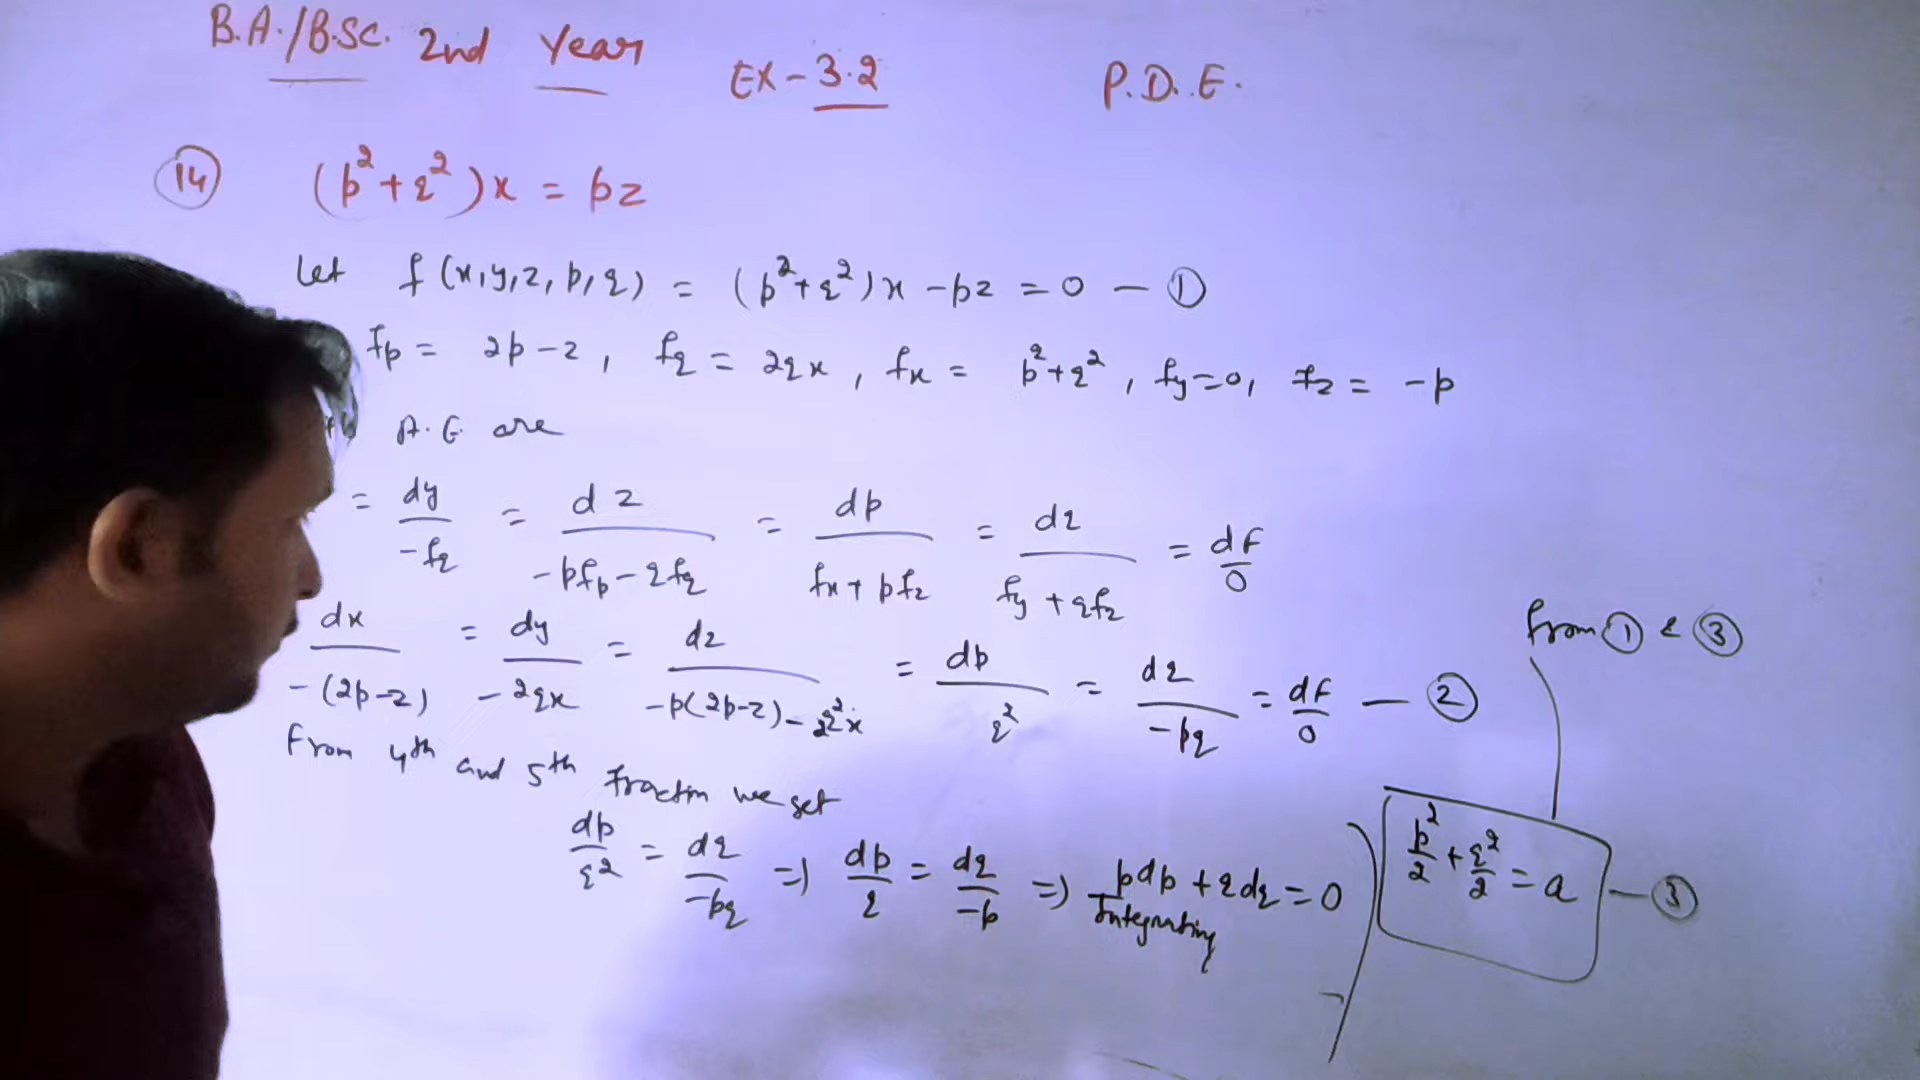 B.A./B.SC. 2nd Year EX-3.2 P.D.E.
14 (p²+q²)x = pz
Let f(x,y,z,p,q) = (p²+q²)x - pz = 0 — ①
fp = 2p-z, fq = 2qx, fx = p²+q², fy=0, fz = -p
A.E. are
= dy/-fq = dz/-pfp-qfq = dp/fx+pfz = dq/fy+qfz = dF/0
dx/-(2p-z) = dy/-2qx = dz/-p(2p-z)-2q²x = dp/q² = dq/-pq = dF/0 — ②
From 4th and 5th fraction we get
dp/q² = dq/-pq => dp/q = dq/-p => pdp + qdq = 0
Integrating
p²/2 + q²/2 = a — ③
from ① & ③